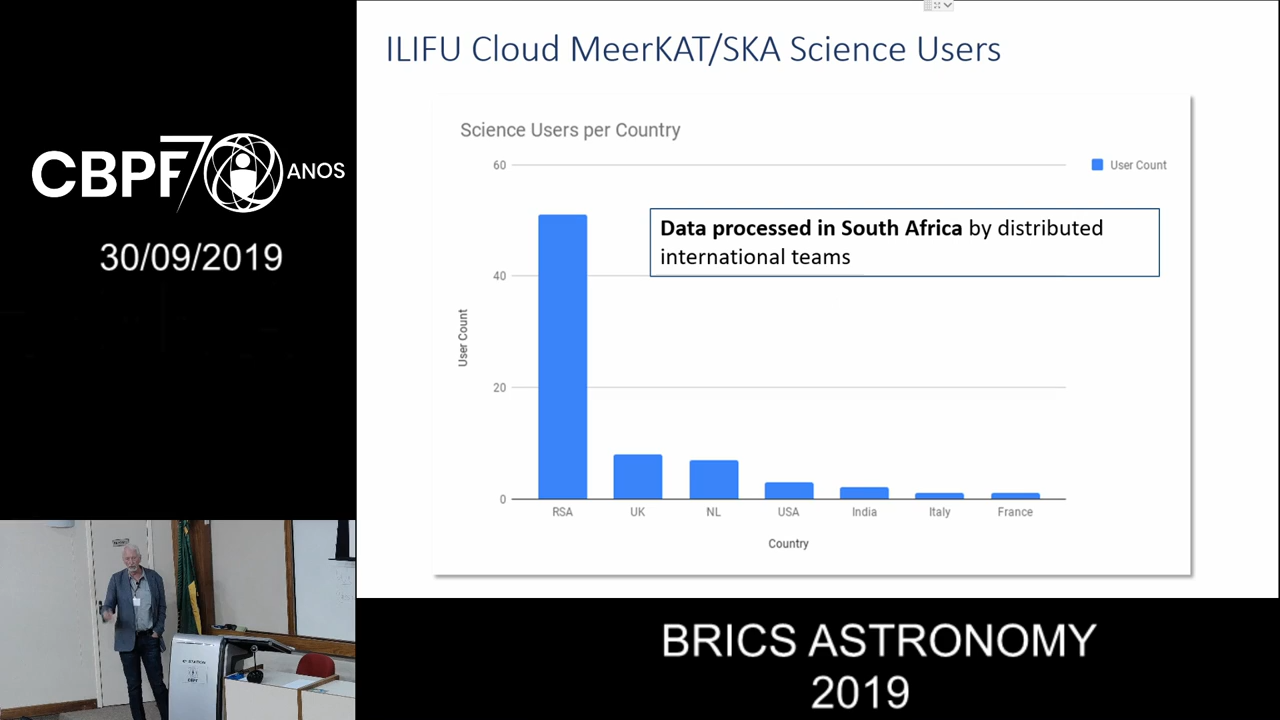 ILIFU Cloud MeerKAT/SKA Science Users
CBPF 70 ANOS
30/09/2019
Science Users per Country
60
40
20
0
User Count
User Count
Data processed in South Africa by distributed
international teams
RSA
UK
NL
USA
India
Italy
France
Country
BRICS ASTRONOMY
2019